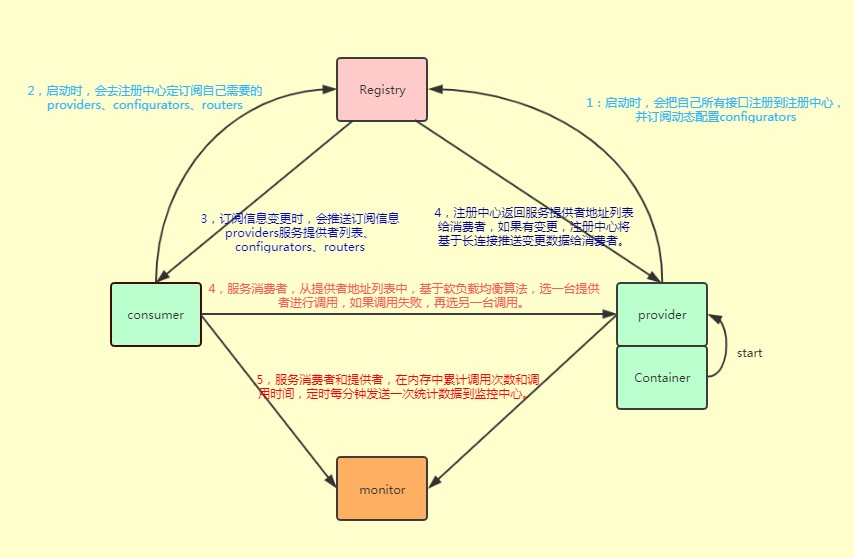 Registry
2，启动时，会去注册中心定订阅自己需要的
providers、configurators、routers
1：启动时，会把自己所有接口注册到注册中心，
并订阅动态配置configurators
3，订阅信息变更时，会推送订阅信息
providers服务提供者列表、
configurators、routers
4，注册中心返回服务提供者地址列表
给消费者，如果有变更，注册中心将
基于长连接推送变更数据给消费者。
4，服务消费者，从提供者地址列表中，基于软负载均衡算法，选一台提供
者进行调用，如果调用失败，再选另一台调用。
consumer
provider
start
Container
5，服务消费者和提供者，在内存中累计调用次数和调
用时间，定时每分钟发送一次统计数据到监控中心。
monitor